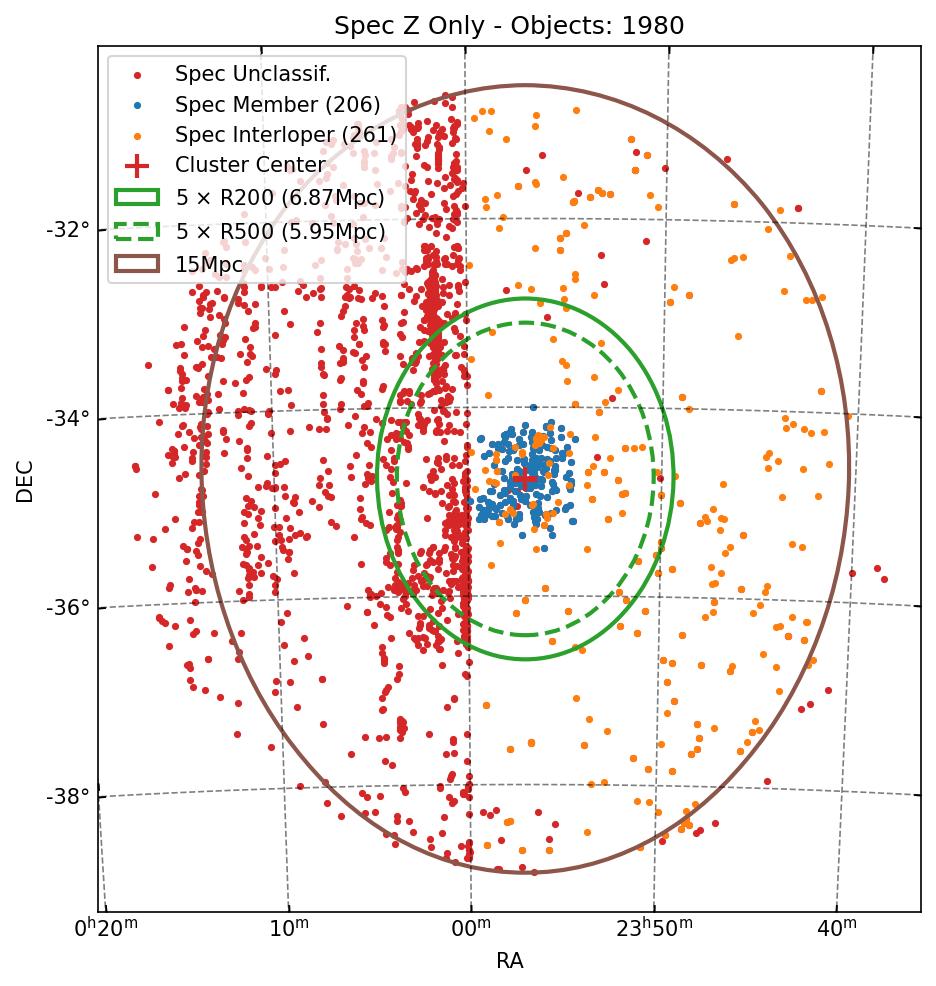 Spec Z Only - Objects: 1980
Spec Unclassif.
Spec Member (206)
Spec Interloper (261)
Cluster Center
5 × R200 (6.87Mpc)
5 × R500 (5.95Mpc)
15Mpc
-32°
-34°
-36°
-38°
DEC
0ʰ20ᵐ 10ᵐ 00ᵐ 23ʰ50ᵐ 40ᵐ
RA